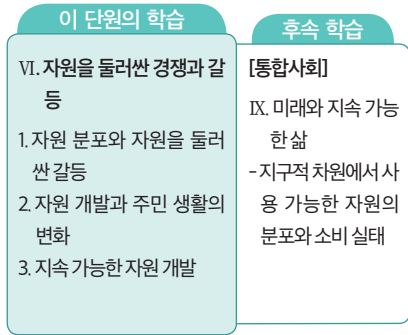 이 단원의 학습
Ⅵ. 자원을 둘러싼 경쟁과 갈
등
1. 자원 분포와 자원을 둘러
싼 갈등
2. 자원 개발과 주민 생활의
변화
3. 지속 가능한 자원 개발
후속 학습
[통합사회]
Ⅸ. 미래와 지속 가능
한 삶
- 지구적 차원에서 사
용 가능한 자원의
분포와 소비 실태